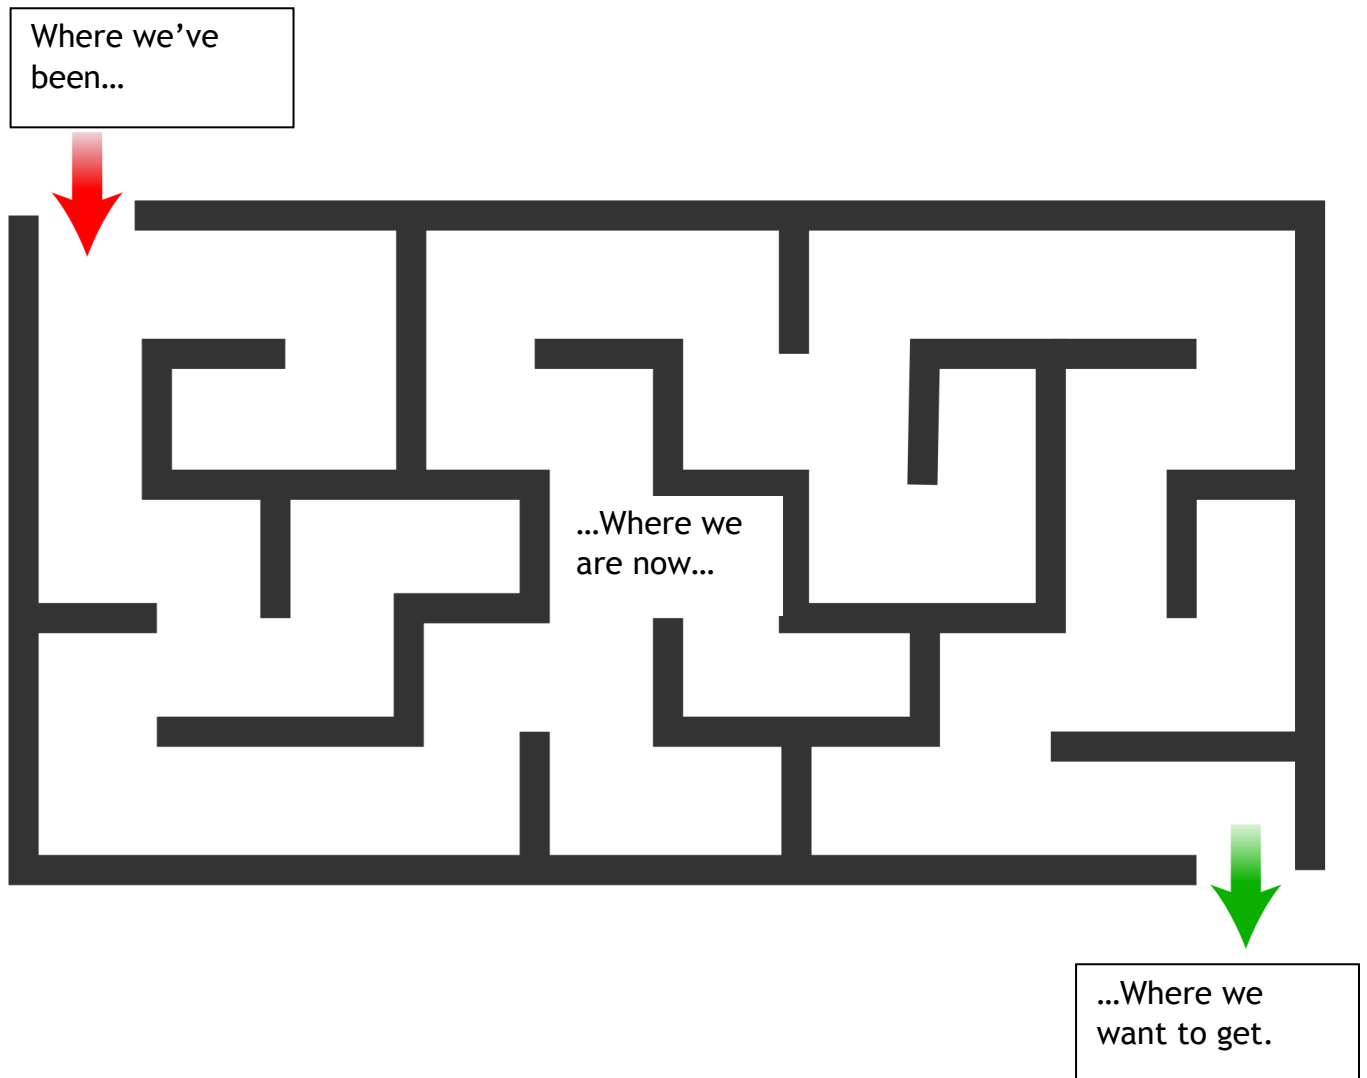 Where we’ve
been…
…Where we
are now…
…Where we
want to get.